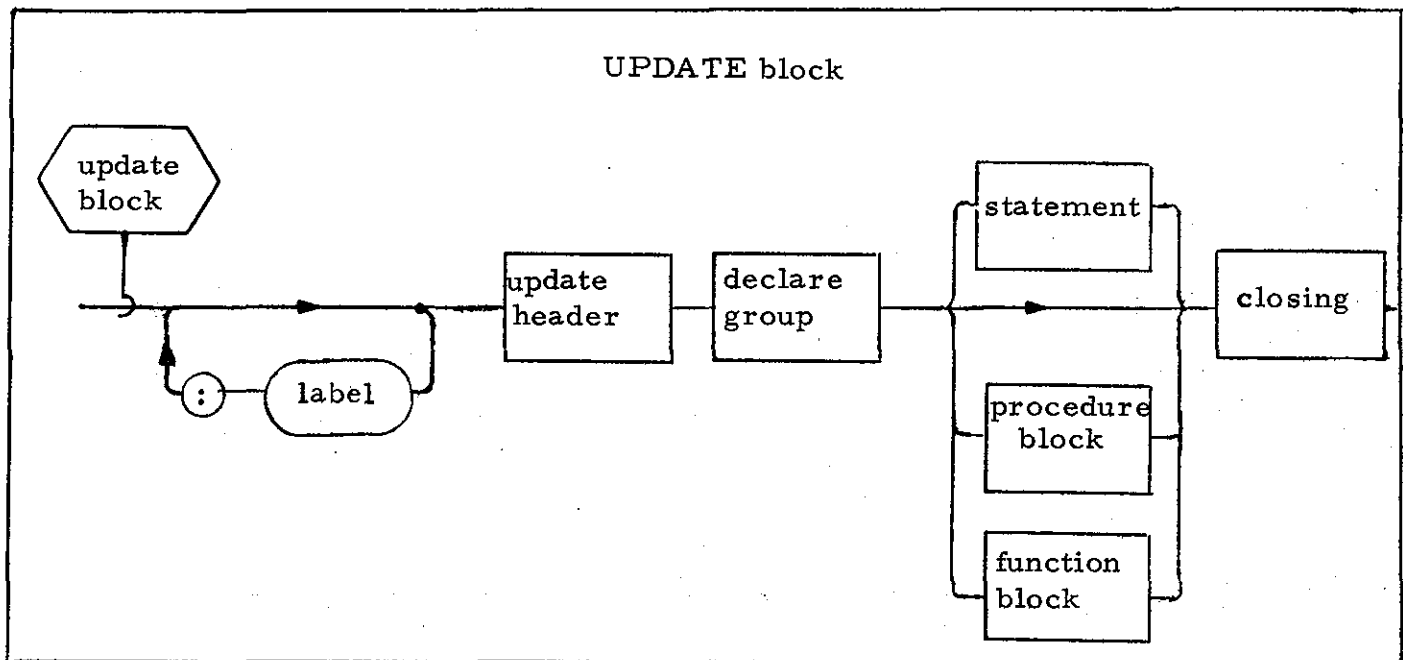 UPDATE block
update
block
statement
update
header
declare
group
closing
:
label
procedure
block
function
block